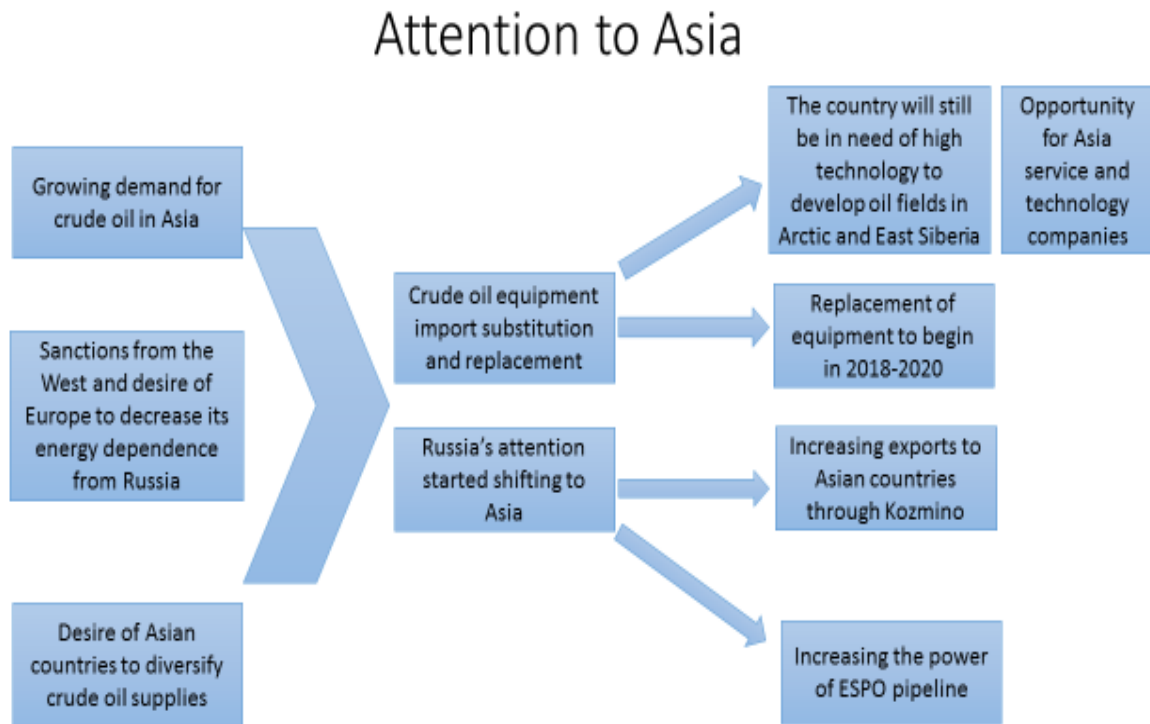 Attention to Asia
Growing demand for
crude oil in Asia
Sanctions from the
West and desire of
Europe to decrease its
energy dependence
from Russia
Desire of Asian
countries to diversify
crude oil supplies
Crude oil equipment
import substitution
and replacement
Russia’s attention
started shifting to
Asia
The country will still
be in need of high
technology to
develop oil fields in
Arctic and East Siberia
Opportunity
for Asia
service and
technology
companies
Replacement of
equipment to begin
in 2018-2020
Increasing exports to
Asian countries
through Kozmino
Increasing the power
of ESPO pipeline